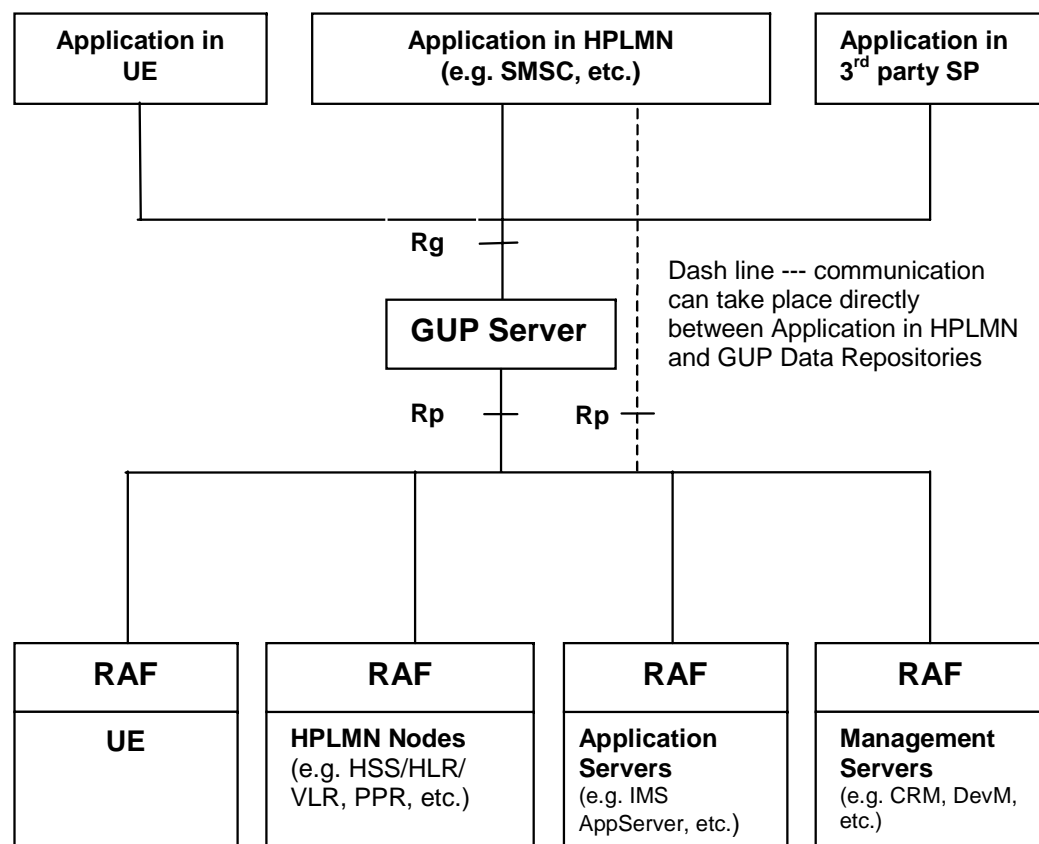 Application in
UE
Application in HPLMN
(e.g. SMSC, etc.)
Application in
3rd party SP
Rg
Dash line --- communication
can take place directly
between Application in HPLMN
and GUP Data Repositories
GUP Server
Rp
Rp
RAF
UE
RAF
HPLMN Nodes
(e.g. HSS/HLR/
VLR, PPR, etc.)
RAF
Application
Servers
(e.g. IMS
AppServer, etc.)
RAF
Management
Servers
(e.g. CRM, DevM,
etc.)